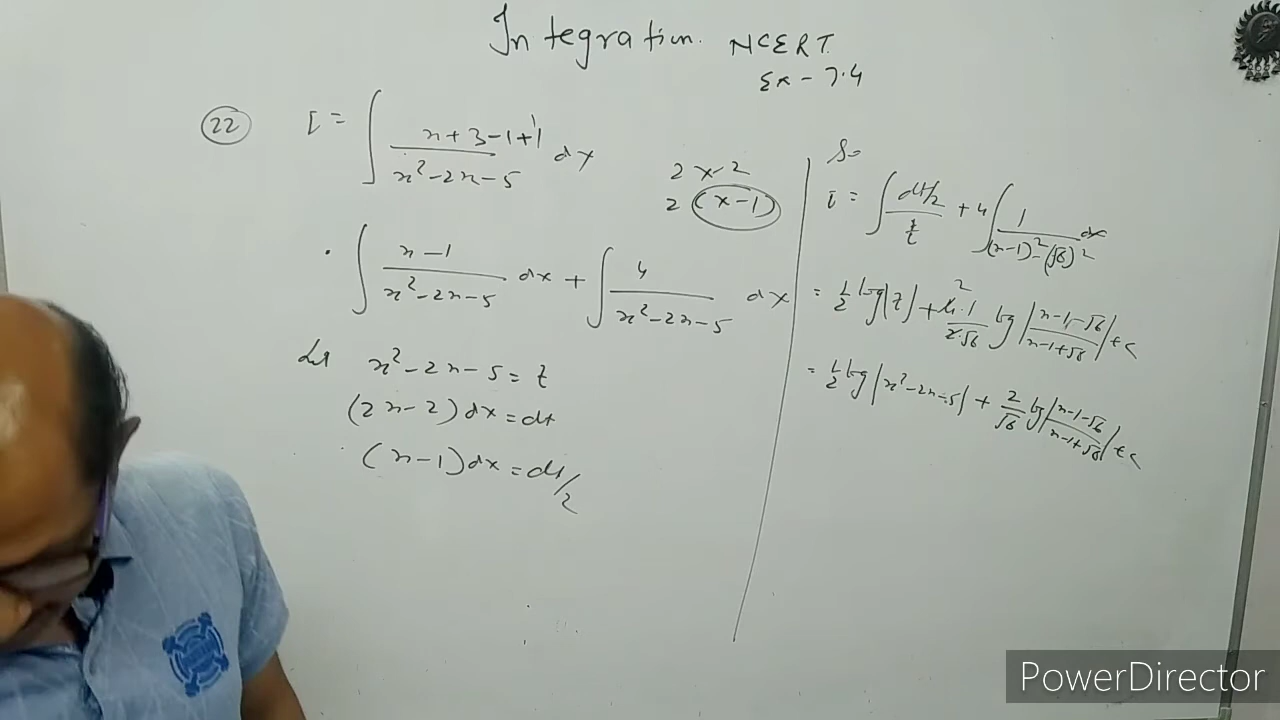 Integration. NCERT
Ex - 7.4
(22) I = ∫ (x+3-1+1)/(x²-2x-5) dx
2x-2
2(x-1)
∫ (x-1)/(x²-2x-5) dx + ∫ 4/(x²-2x-5) dx
Let x²-2x-5 = t
(2x-2)dx = dt
(x-1)dx = dt/2
So
I = ∫ (dt/2)/t + 4∫ 1/((x-1)²-(√6)²) dx
= 1/2 log|t| + 4·1/(2·√6) log|(x-1-√6)/(x-1+√6)| + c
2
= 1/2 log|x²-2x-5| + 2/√6 log|(x-1-√6)/(x-1+√6)| + c
PowerDirector